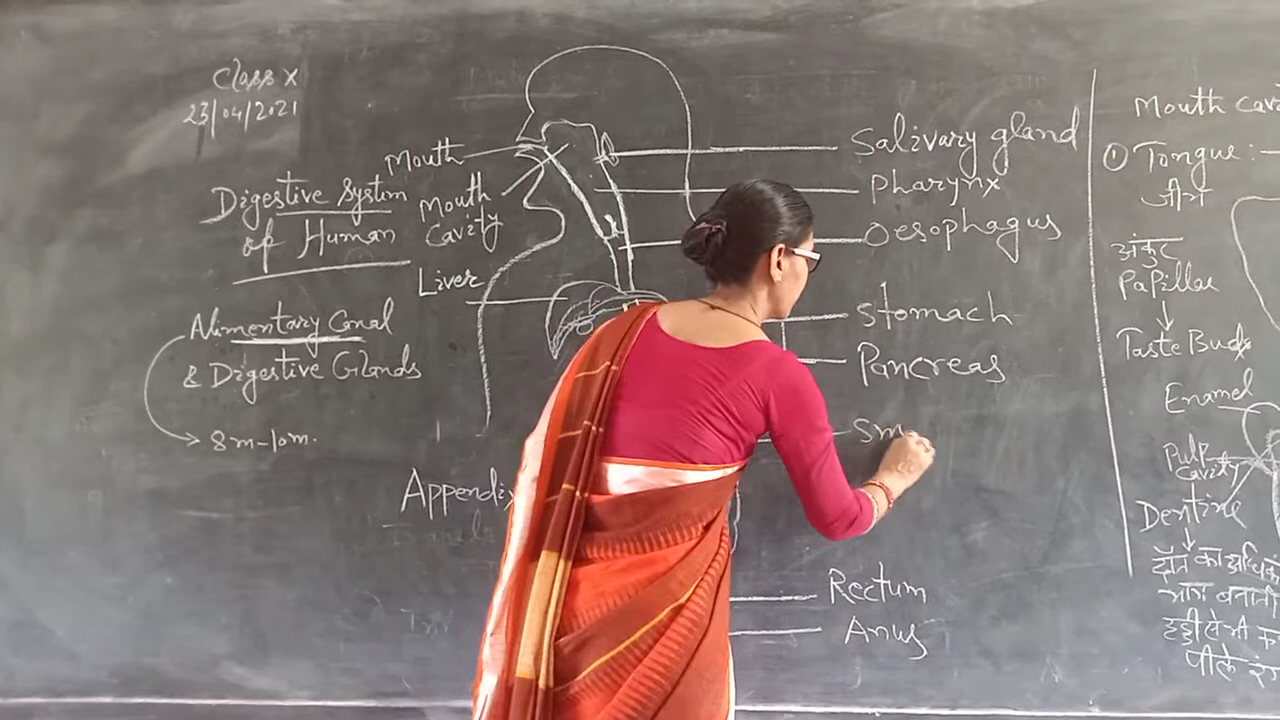 Class X
23/04/2021
Digestive System
of Human
Alimentary Canal
& Digestive Glands
8m-10m.
Mouth
Mouth
Cavity
Liver
Appendix
Salivary gland
Pharynx
Oesophagus
Stomach
Pancreas
Sm
Rectum
Anus
Mouth Cavi
① Tongue:-
जीभ
अंकुर
Papillae
Taste Buds
Enamel
Pulp
Cavity
Dentine
दाँत का अधिक
भाग बनाती
हड्डी से भी क
पीले रं